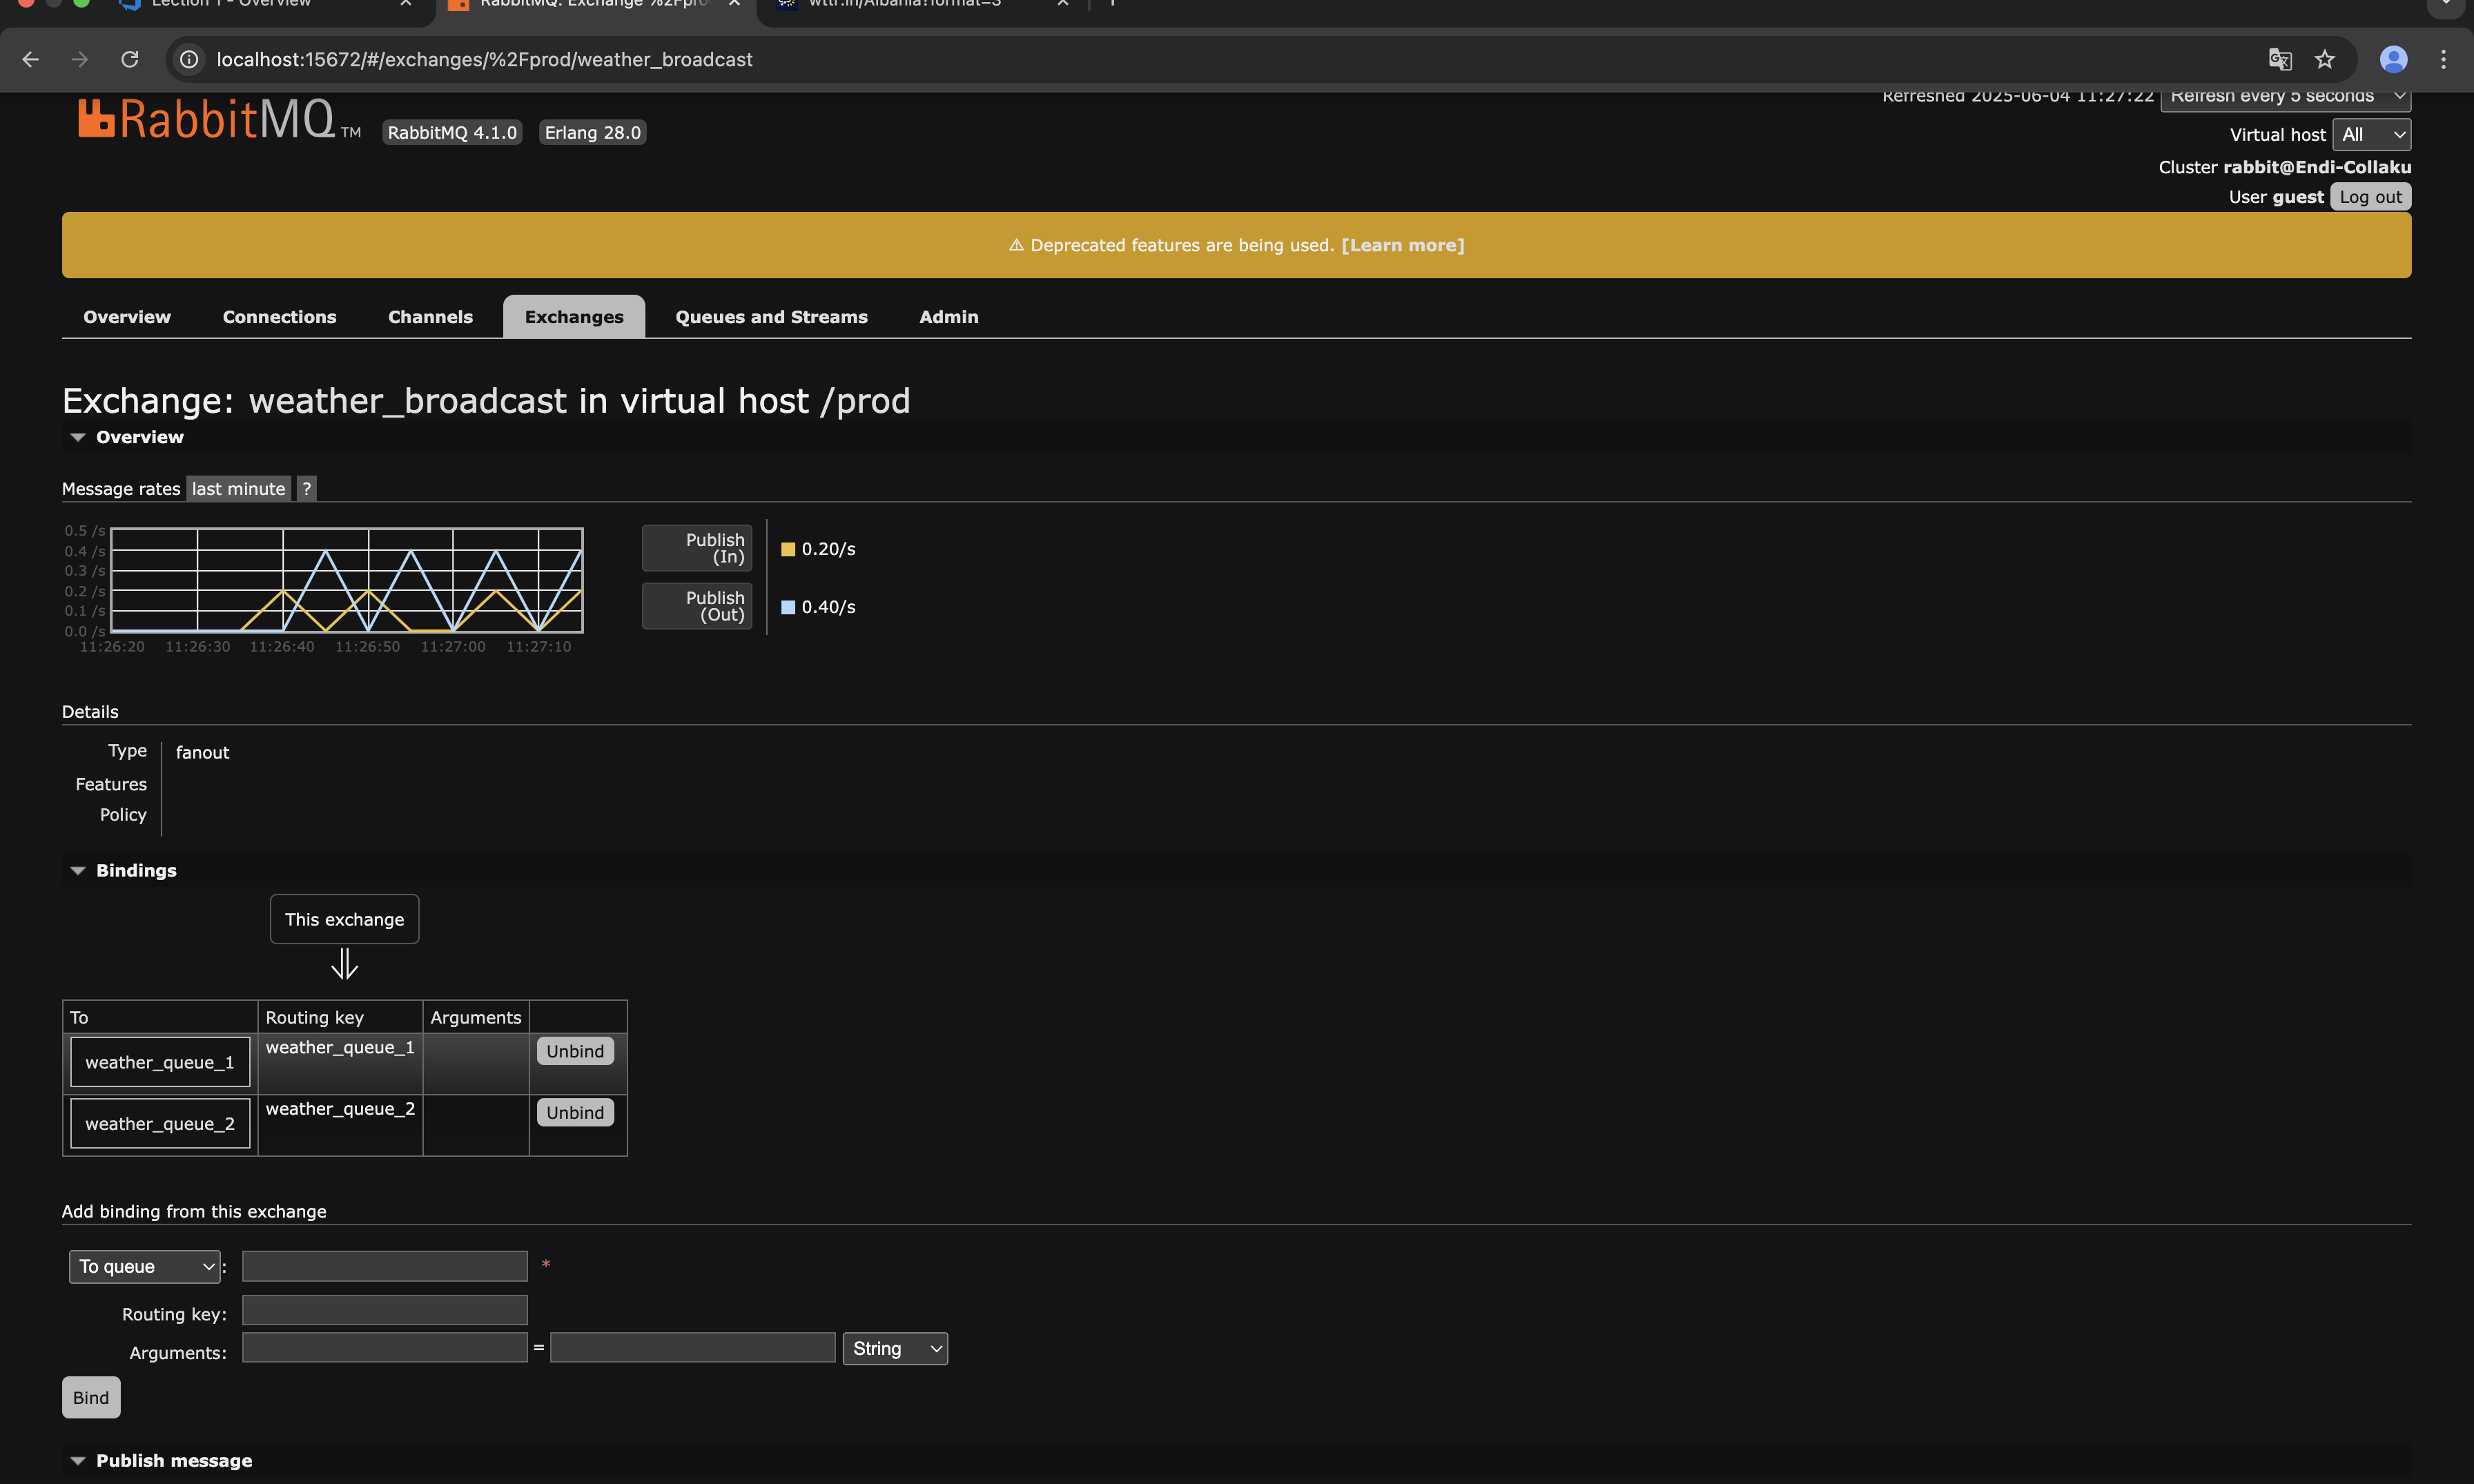 Lection 1 - Overview
RabbitMQ: Exchange %2Fpro
wttr.in/Albania?format=3
localhost:15672/#/exchanges/%2Fprod/weather_broadcast
RabbitMQ TM RabbitMQ 4.1.0 Erlang 28.0
Refreshed 2025-06-04 11:27:22 Refresh every 5 seconds
Virtual host All
Cluster rabbit@Endi-Collaku
User guest Log out
⚠ Deprecated features are being used. [Learn more]
Overview Connections Channels Exchanges Queues and Streams Admin
Exchange: weather_broadcast in virtual host /prod
Overview
Message rates last minute ?
0.5 /s
0.4 /s
0.3 /s
0.2 /s
0.1 /s
0.0 /s
11:26:20 11:26:30 11:26:40 11:26:50 11:27:00 11:27:10
Publish
(In)
0.20/s
Publish
(Out)
0.40/s
Details
Type fanout
Features
Policy
Bindings
This exchange
⇓
To Routing key Arguments
weather_queue_1 weather_queue_1 Unbind
weather_queue_2 weather_queue_2 Unbind
Add binding from this exchange
To queue : *
Routing key:
Arguments: = String
Bind
Publish message